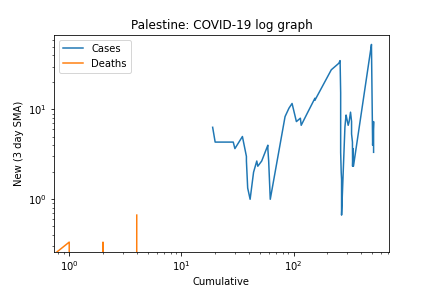 Palestine: COVID-19 log graph
Cases
Deaths
New (3 day SMA)
10¹
10⁰
10⁰
10¹
10²
Cumulative